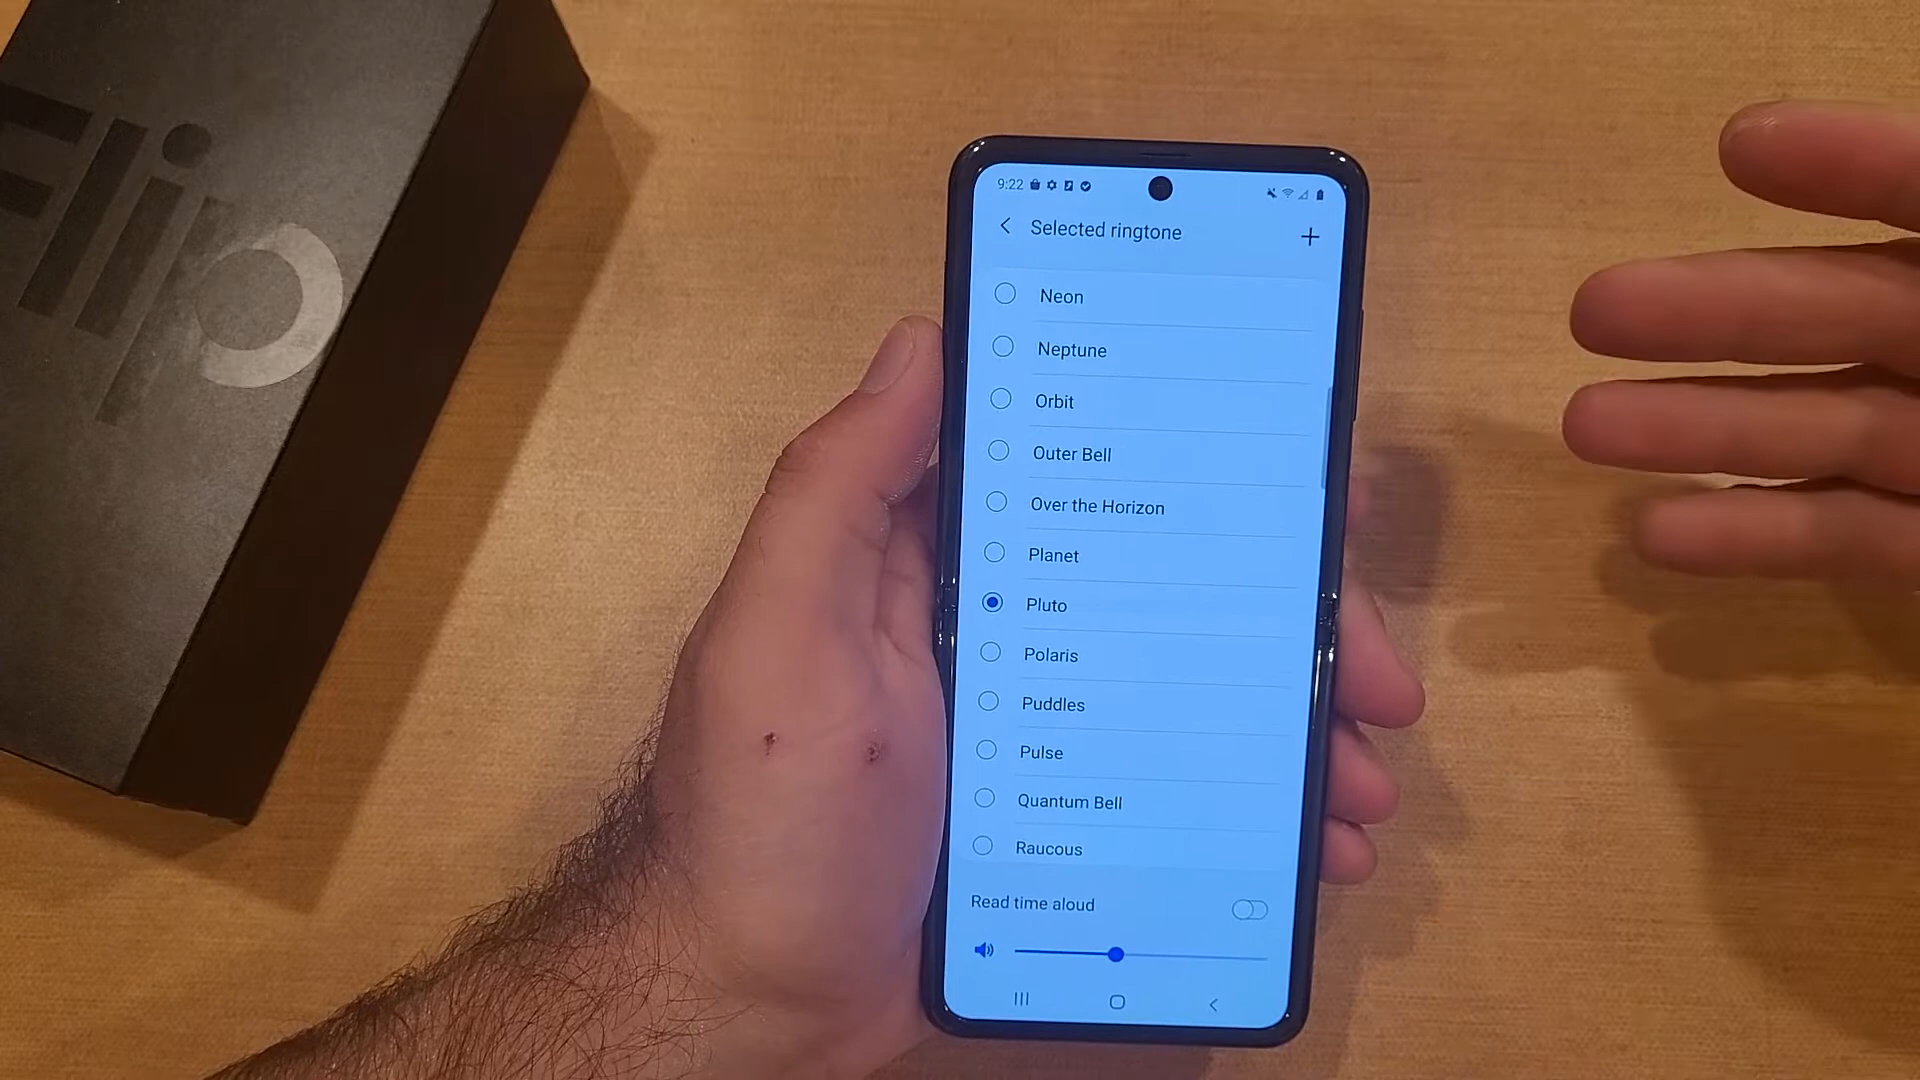 Flip
9:22
Selected ringtone
Neon
Neptune
Orbit
Outer Bell
Over the Horizon
Planet
Pluto
Polaris
Puddles
Pulse
Quantum Bell
Raucous
Read time aloud